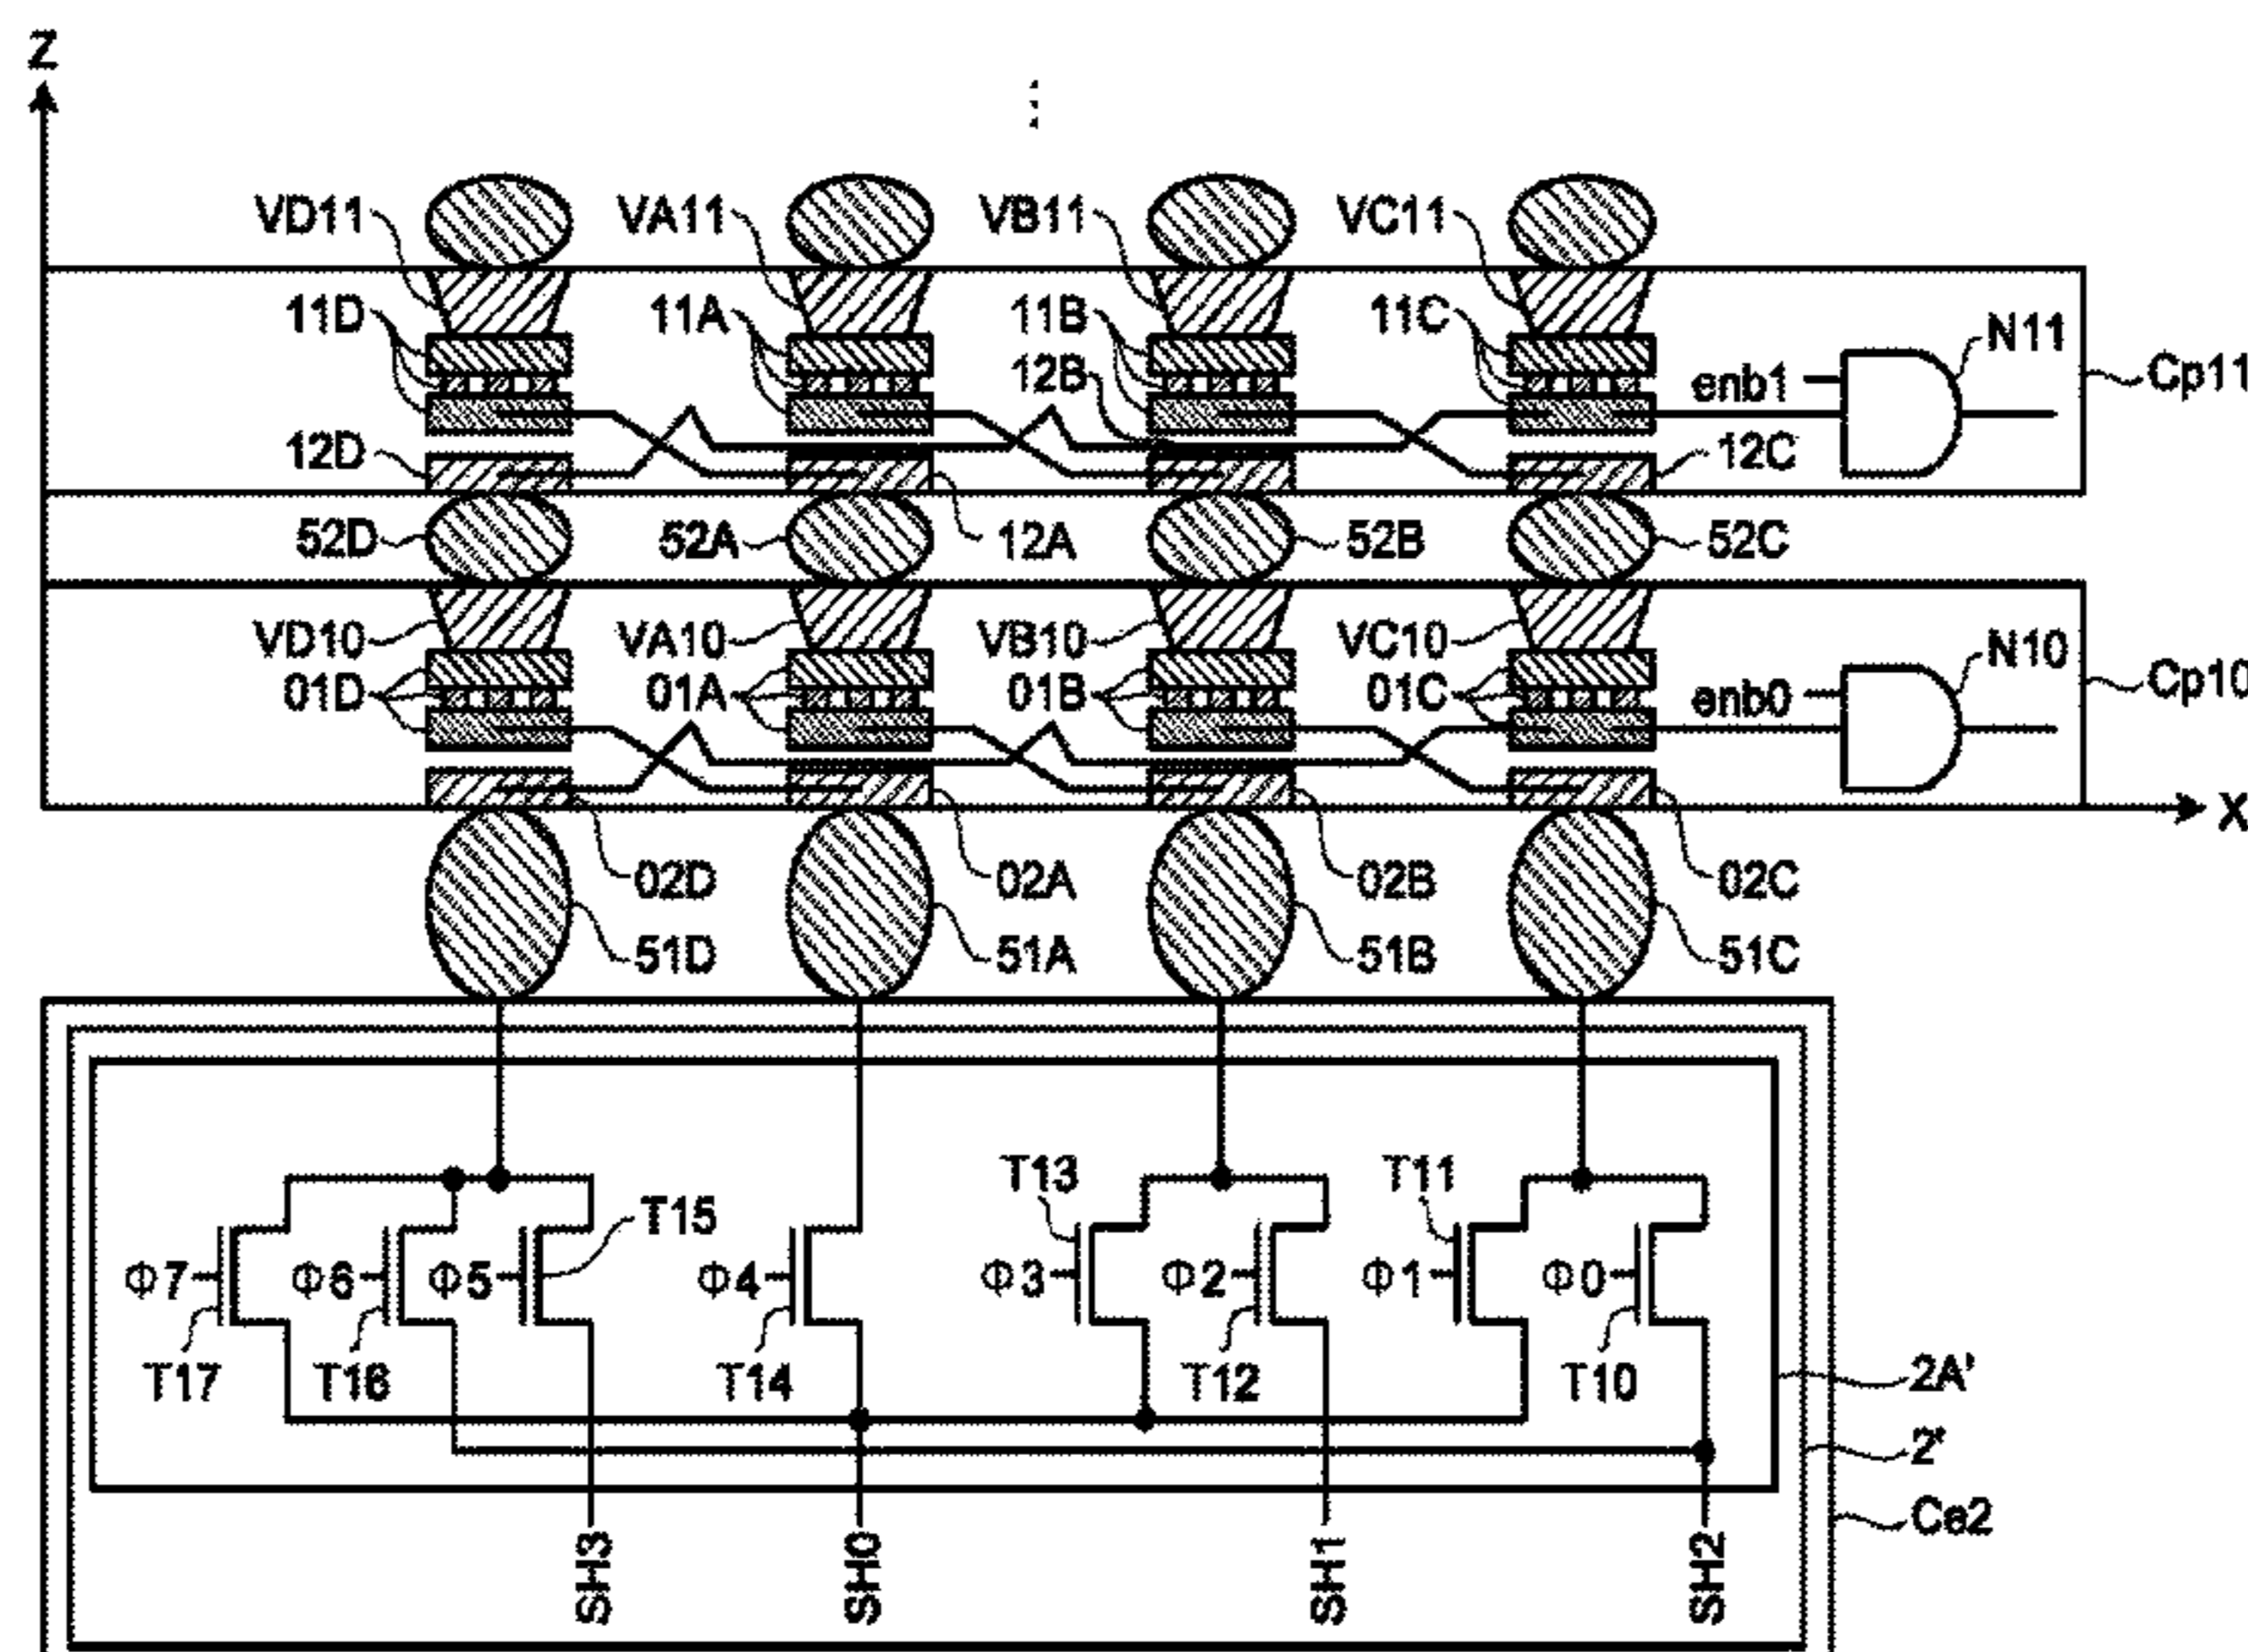 Z
⋮
VD11 VA11 VB11 VC11
11D 11A 11B 11C N11
12B enb1 Cp11
12D 12C
52D 52A 12A 52B 52C
VD10 VA10 VB10 VC10 N10
01D 01A 01B 01C enb0 Cp10
X
02D 02A 02B 02C
51D 51A 51B 51C
T13 T11
T15
Φ7 Φ6 Φ5 Φ4 Φ3 Φ2 Φ1 Φ0
T17 T16 T14 T12 T10 2A'
2'
Ce2
SH3 SH0 SH1 SH2